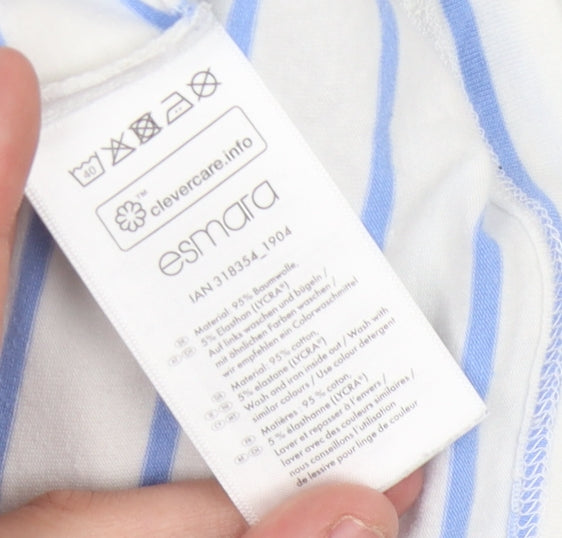 40
clevercare.info
esmara
IAN 318354_1904
Material: 95% Baumwolle,
5% Elasthan (LYCRA®)
Auf links waschen und bügeln /
mit ähnlichen Farben waschen /
wir empfehlen ein Colorwaschmittel
Material: 95% cotton,
5% elastane (LYCRA®)
Wash and iron inside out / Wash with
similar colours / Use colour detergent
Matières: 95 % coton,
5 % élasthanne (LYCRA®)
Laver et repasser à l'envers /
laver avec des couleurs similaires /
nous conseillons l'utilisation
de lessive pour linge de couleur